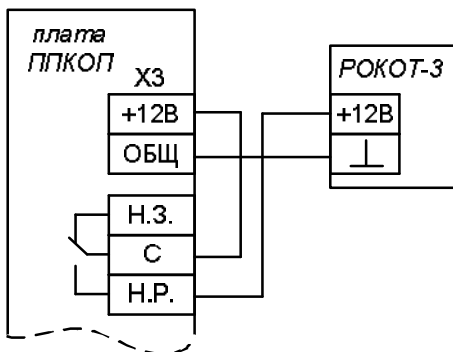 плата
ППКОП
X3
+12В
ОБЩ
Н.З.
С
Н.Р.
РОКОТ-3
+12В